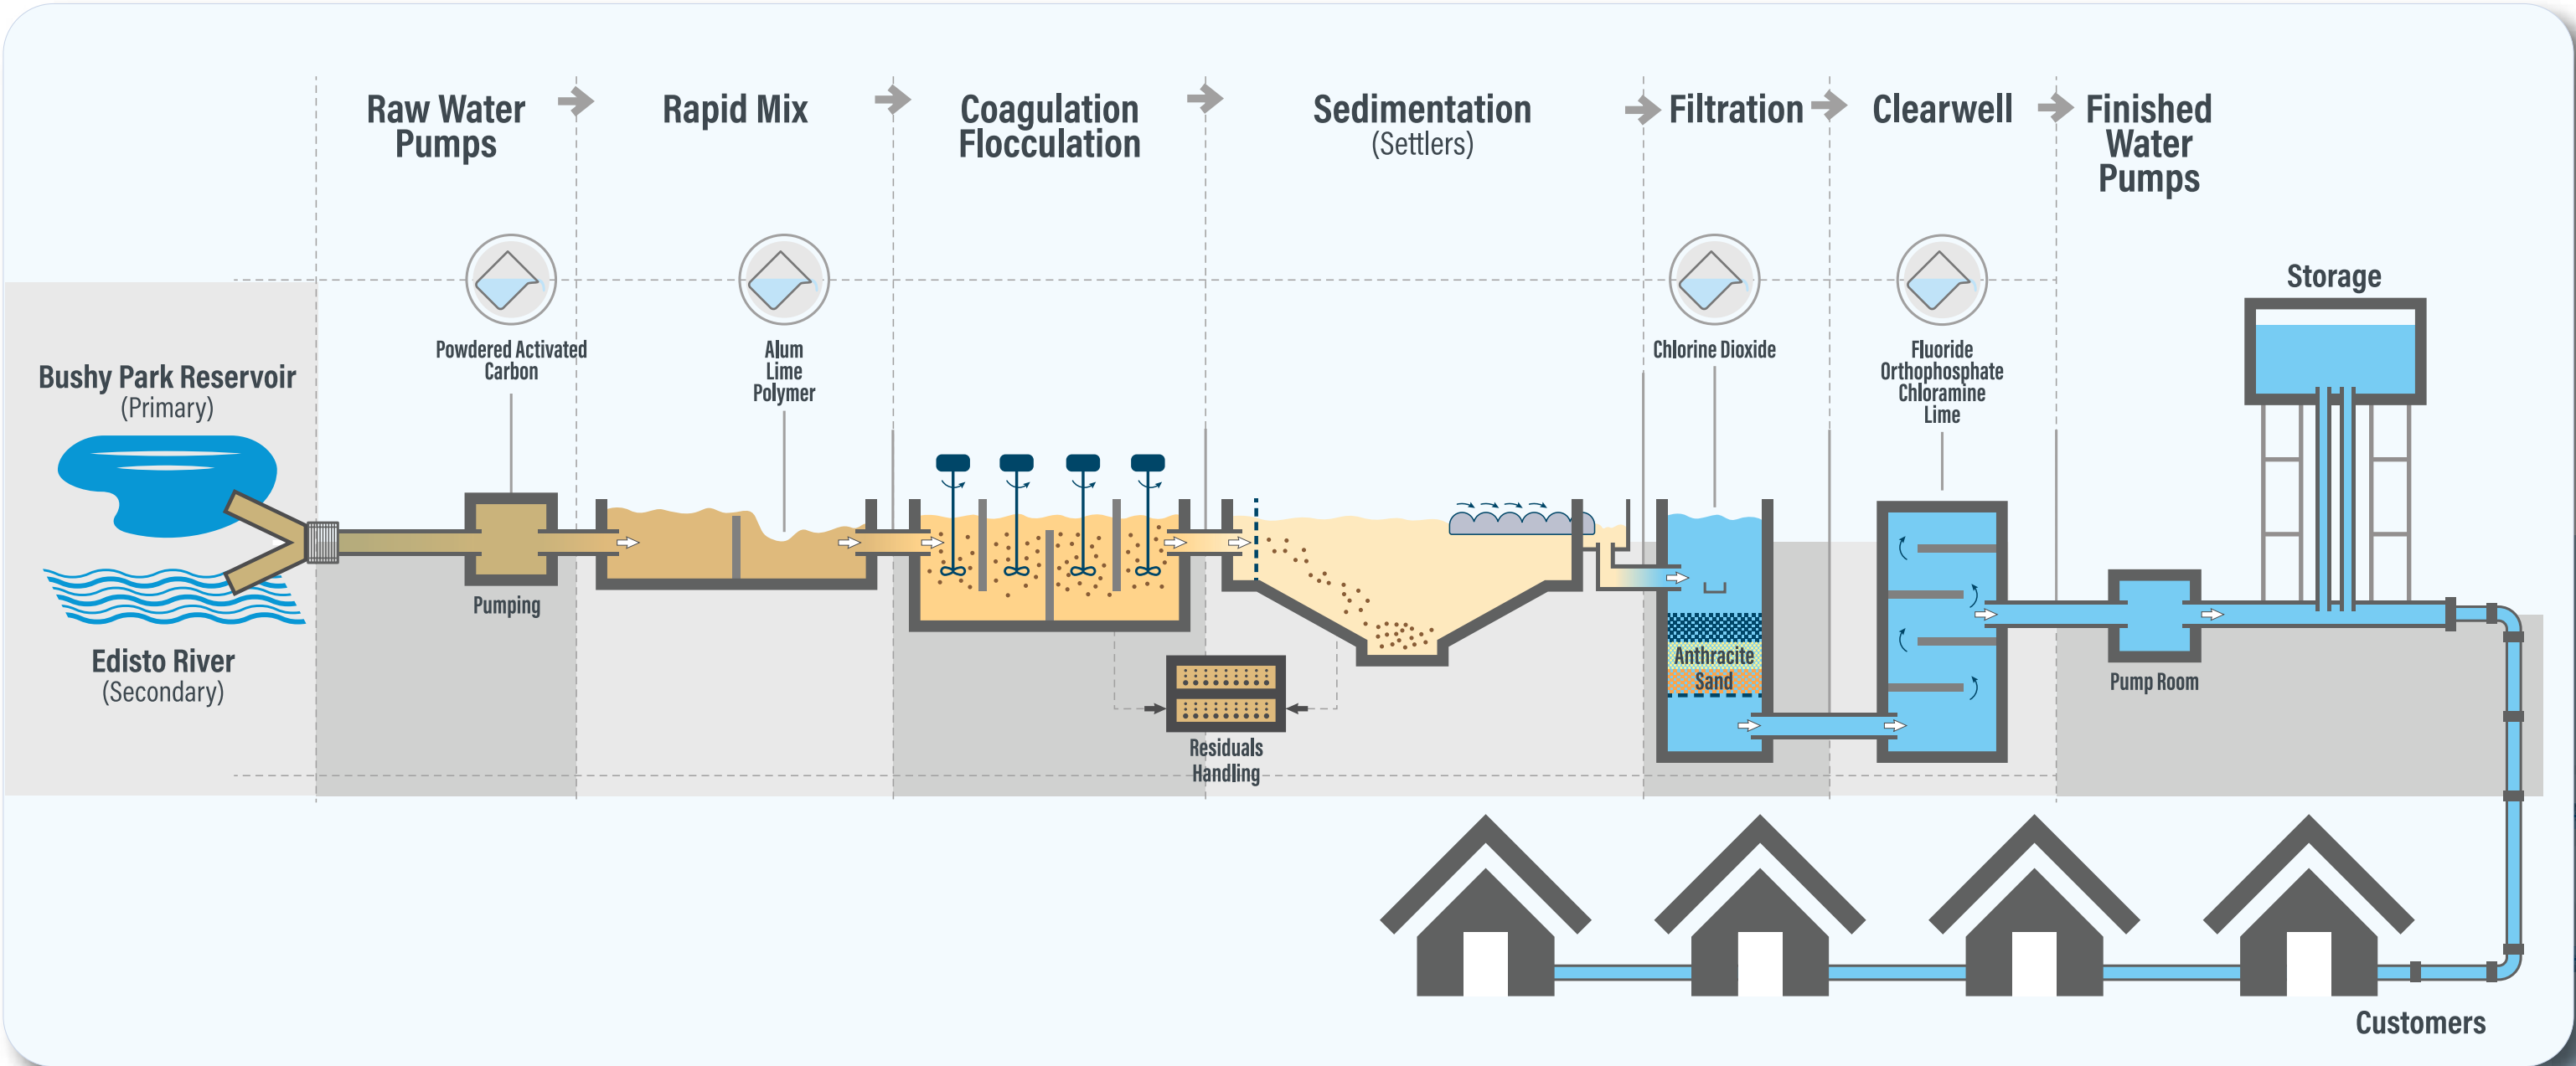 Raw Water
Pumps
Rapid Mix
Coagulation
Flocculation
Sedimentation
(Settlers)
Filtration
Clearwell
Finished
Water
Pumps
Powdered Activated
Carbon
Alum
Lime
Polymer
Chlorine Dioxide
Fluoride
Orthophosphate
Chloramine
Lime
Storage
Bushy Park Reservoir
(Primary)
Edisto River
(Secondary)
Pumping
Residuals
Handling
Anthracite
Sand
Pump Room
Customers